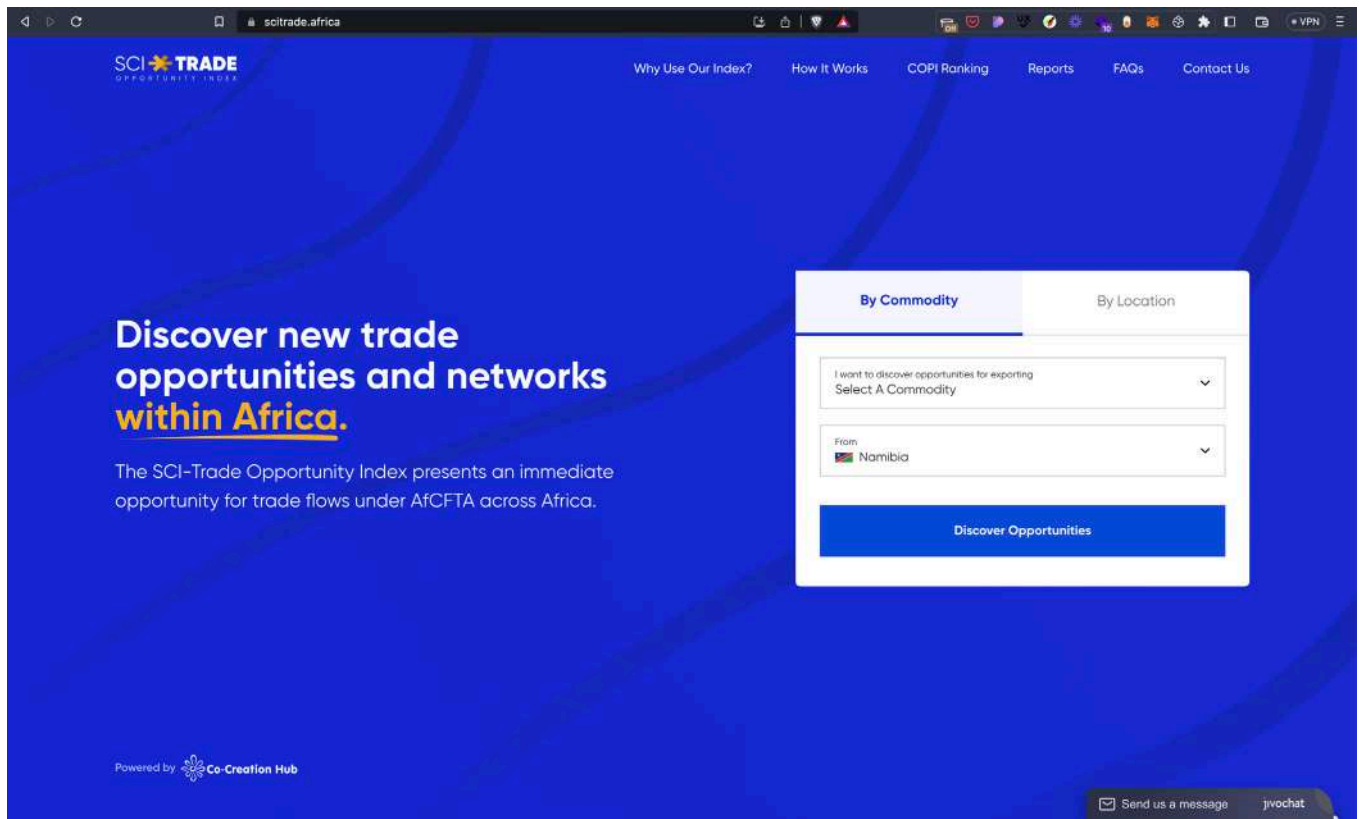 scitrade.africa
Off
10
VPN
SCI TRADE
OPPORTUNITY INDEX
Why Use Our Index?
How It Works
COPI Ranking
Reports
FAQs
Contact Us
Discover new trade
opportunities and networks
within Africa.
The SCI-Trade Opportunity Index presents an immediate
opportunity for trade flows under AfCFTA across Africa.
By Commodity
By Location
I want to discover opportunities for exporting
Select A Commodity
From
Namibia
Discover Opportunities
Powered by Co-Creation Hub
Send us a message
jivochat